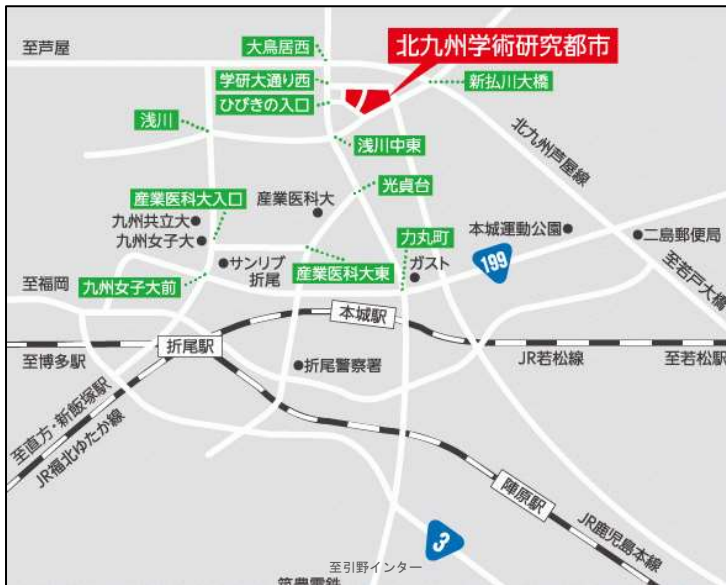 至芦屋
大鳥居西
北九州学術研究都市
学研大通り西
新払川大橋
ひびきの入口
浅川
浅川中東
北九州芦屋線
光貞台
産業医科大入口
産業医科大
九州共立大
九州女子大
力丸町
本城運動公園
二島郵便局
サンリブ
折尾
産業医科大東
ガスト
199
至若戸大橋
至福岡
九州女子大前
本城駅
折尾駅
至博多駅
折尾警察署
JR若松線
至若松駅
至直方・新飯塚駅
JR福北ゆたか線
陣原駅
JR鹿児島本線
3
至引野インター
筑豊電鉄